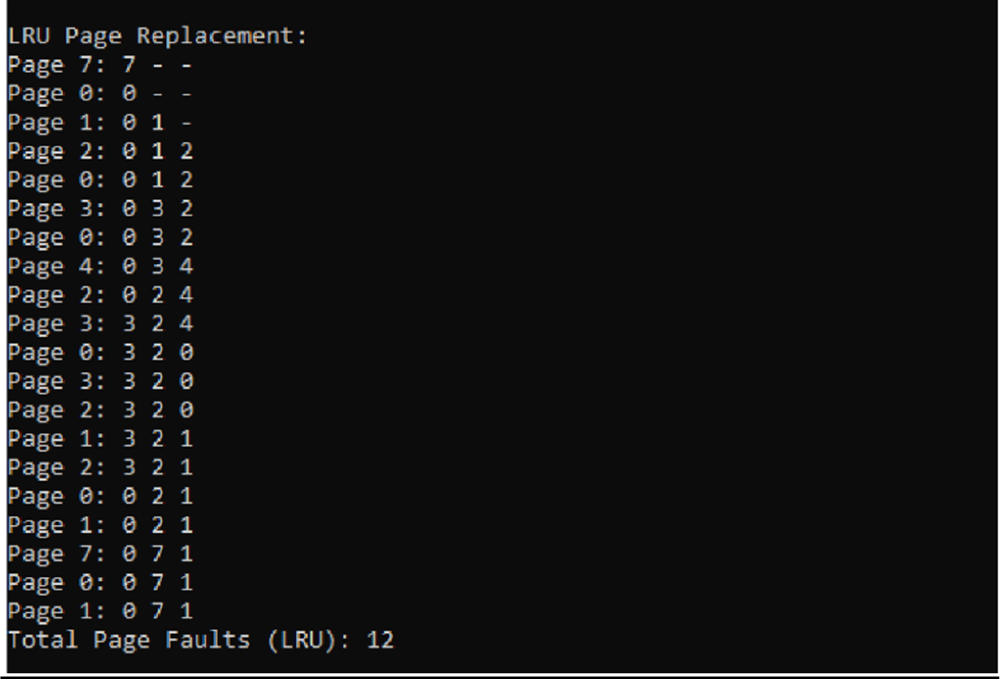 LRU Page Replacement:
Page 7: 7 - -
Page 0: 0 - -
Page 1: 0 1 -
Page 2: 0 1 2
Page 0: 0 1 2
Page 3: 0 3 2
Page 0: 0 3 2
Page 4: 0 3 4
Page 2: 0 2 4
Page 3: 3 2 4
Page 0: 3 2 0
Page 3: 3 2 0
Page 2: 3 2 0
Page 1: 3 2 1
Page 2: 3 2 1
Page 0: 0 2 1
Page 1: 0 2 1
Page 7: 0 7 1
Page 0: 0 7 1
Page 1: 0 7 1
Total Page Faults (LRU): 12